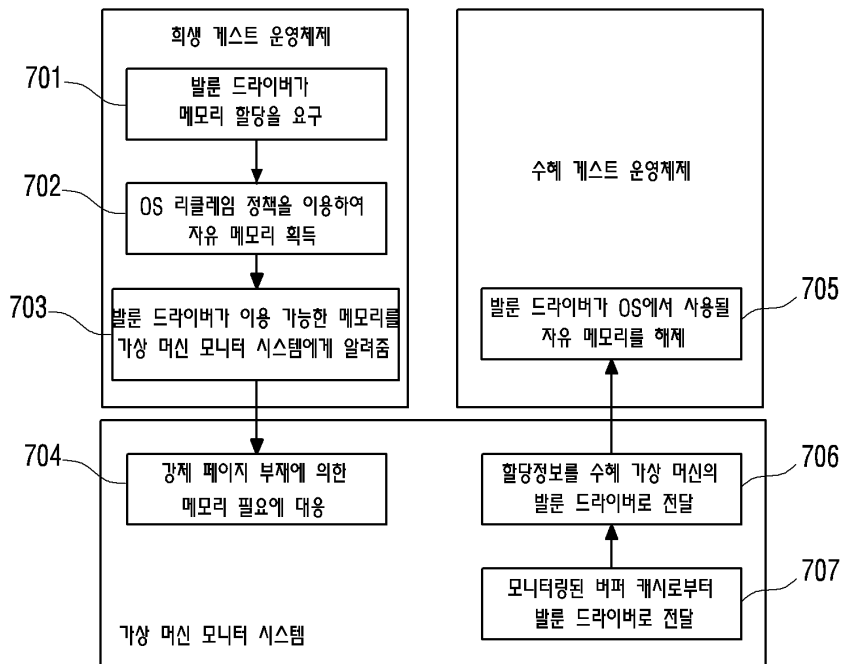 희생 게스트 운영체제
701
발룬 드라이버가
메모리 할당을 요구
702
OS 리클레임 정책을 이용하여
자유 메모리 획득
703
발룬 드라이버가 이용 가능한 메모리를
가상 머신 모니터 시스템에게 알려줌
수혜 게스트 운영체제
발룬 드라이버가 OS에서 사용될
자유 메모리를 해제
705
704
강제 페이지 부재에 의한
메모리 필요에 대응
할당정보를 수혜 가상 머신의
발룬 드라이버로 전달
706
모니터링된 버퍼 캐시로부터
발룬 드라이버로 전달
707
가상 머신 모니터 시스템